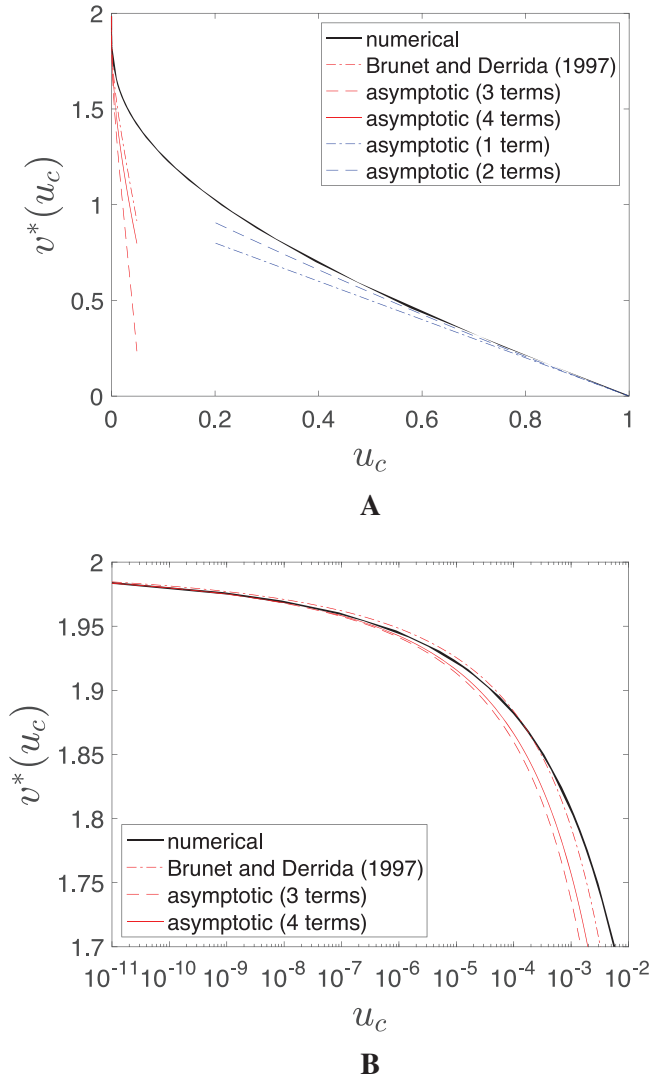 2
1.5
1
0.5
0
v*(u_c)
numerical
Brunet and Derrida (1997)
asymptotic (3 terms)
asymptotic (4 terms)
asymptotic (1 term)
asymptotic (2 terms)
0 0.2 0.4 0.6 0.8 1
u_c
A
2
1.95
1.9
1.85
1.8
1.75
1.7
v*(u_c)
numerical
Brunet and Derrida (1997)
asymptotic (3 terms)
asymptotic (4 terms)
10^-11 10^-10 10^-9 10^-8 10^-7 10^-6 10^-5 10^-4 10^-3 10^-2
u_c
B